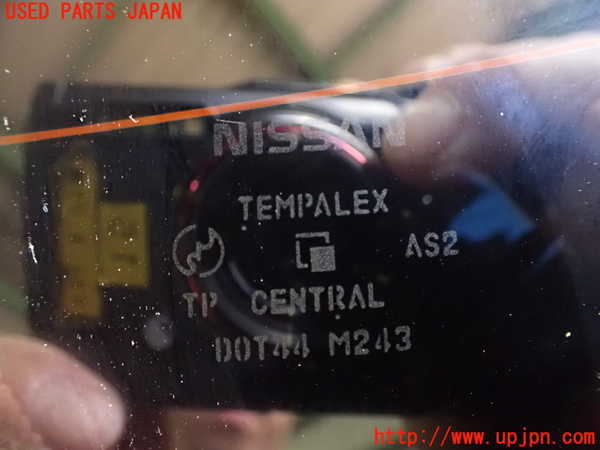 USED PARTS JAPAN
NISSAN
TEMPALEX
AS2
TP CENTRAL
DOT44 M243
http://www.upjpn.com/